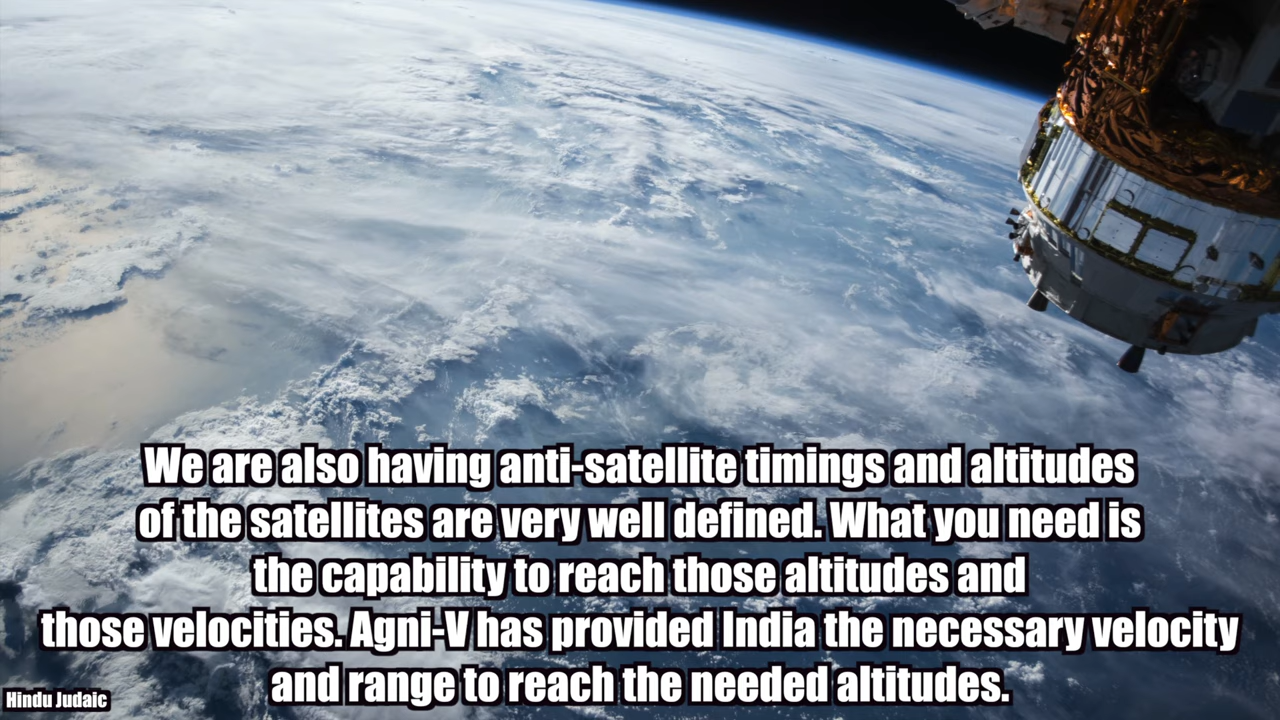 We are also having anti-satellite timings and altitudes
of the satellites are very well defined. What you need is
the capability to reach those altitudes and
those velocities. Agni-V has provided India the necessary velocity
and range to reach the needed altitudes.
Hindu Judaic